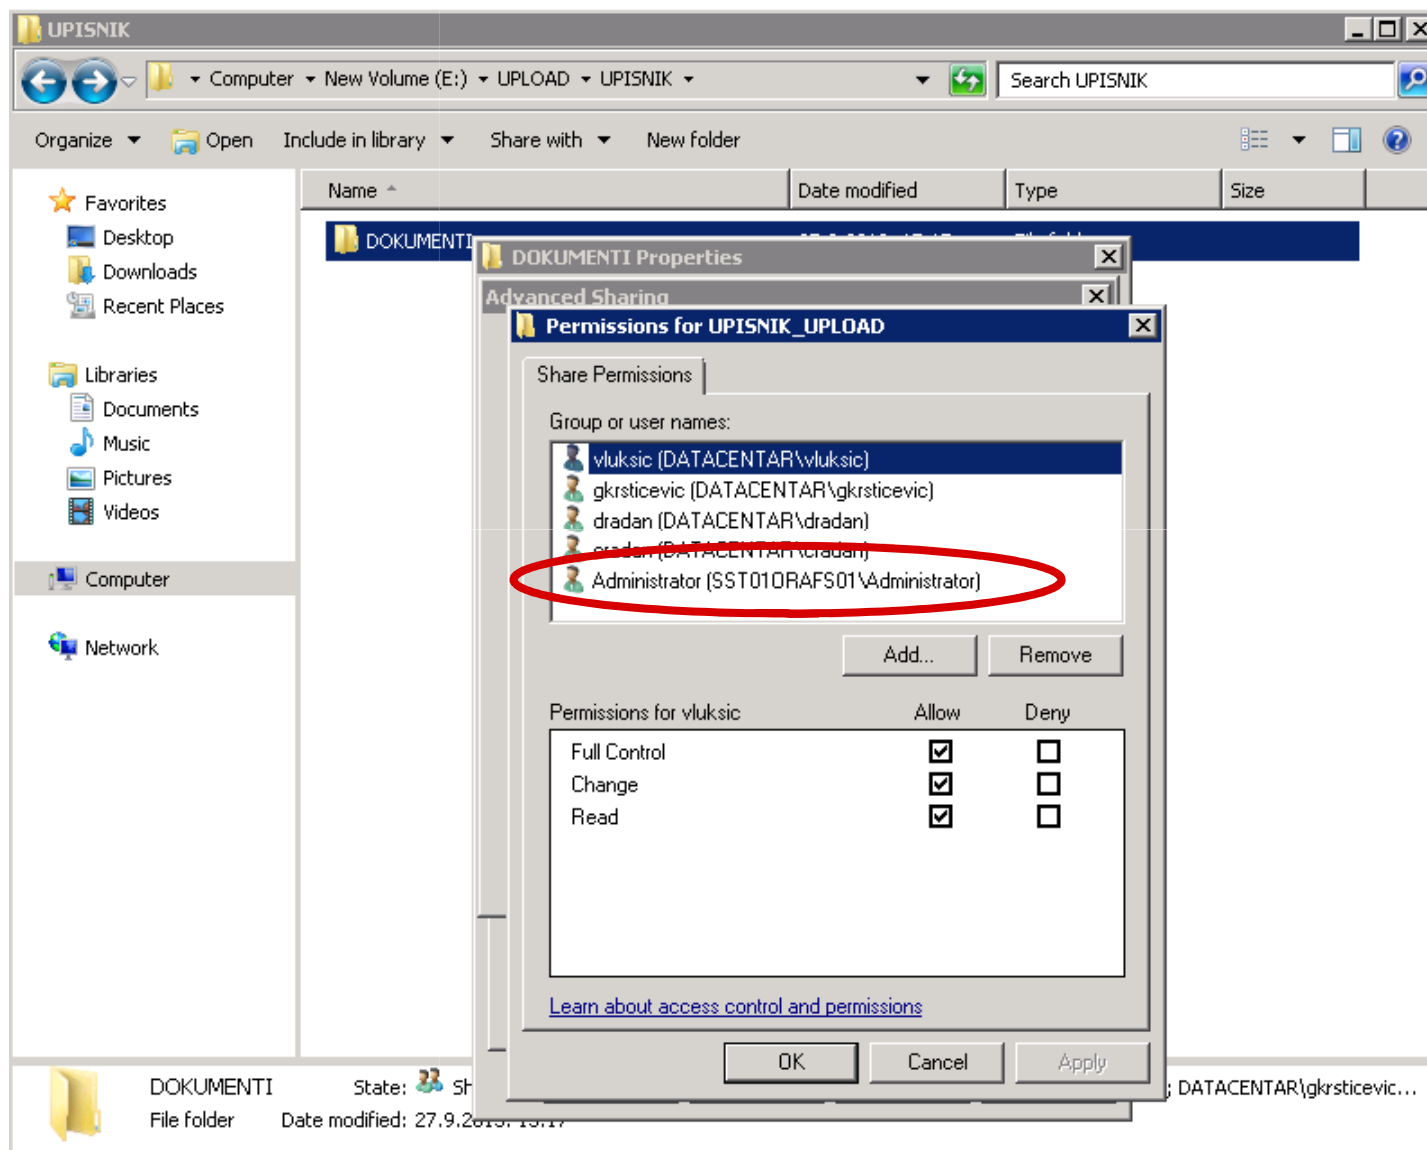 UPISNIK
Computer New Volume (E:) UPLOAD UPISNIK
Search UPISNIK
Organize Open Include in library Share with New folder
Name Date modified Type Size
Favorites
Desktop
Downloads
Recent Places
Libraries
Documents
Music
Pictures
Videos
Computer
Network
DOKUMENTI
DOKUMENTI Properties
Advanced Sharing
Permissions for UPISNIK_UPLOAD
Share Permissions
Group or user names:
vluksic (DATACENTAR\vluksic)
gkrsticevic (DATACENTAR\gkrsticevic)
dradan (DATACENTAR\dradan)
(DATACENTAR\
Administrator (SST01ORAFS01\Administrator)
Add... Remove
Permissions for vluksic Allow Deny
Full Control
Change
Read
Learn about access control and permissions
OK Cancel Apply
DOKUMENTI State: Sh ; DATACENTAR\gkrsticevic...
File folder Date modified: 27.9.